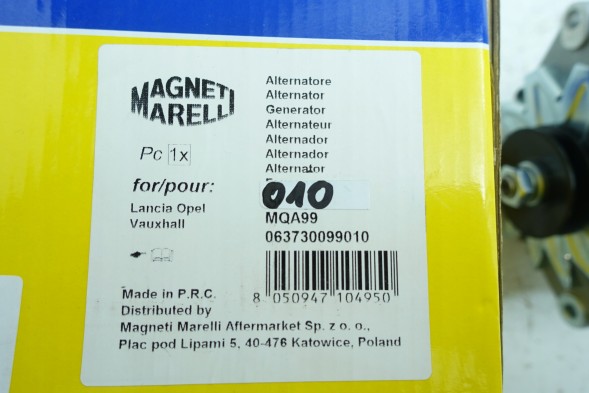 MAGNETI
MARELLI
Pc 1x
for/pour:
Lancia Opel
Vauxhall
Alternatore
Alternator
Generator
Alternateur
Alternador
Alternador
Alternator
010
MQA99
063730099010
8 050947 104950
Made in P.R.C.
Distributed by
Magneti Marelli Aftermarket Sp. z o. o.,
Plac pod Lipami 5, 40-476 Katowice, Poland